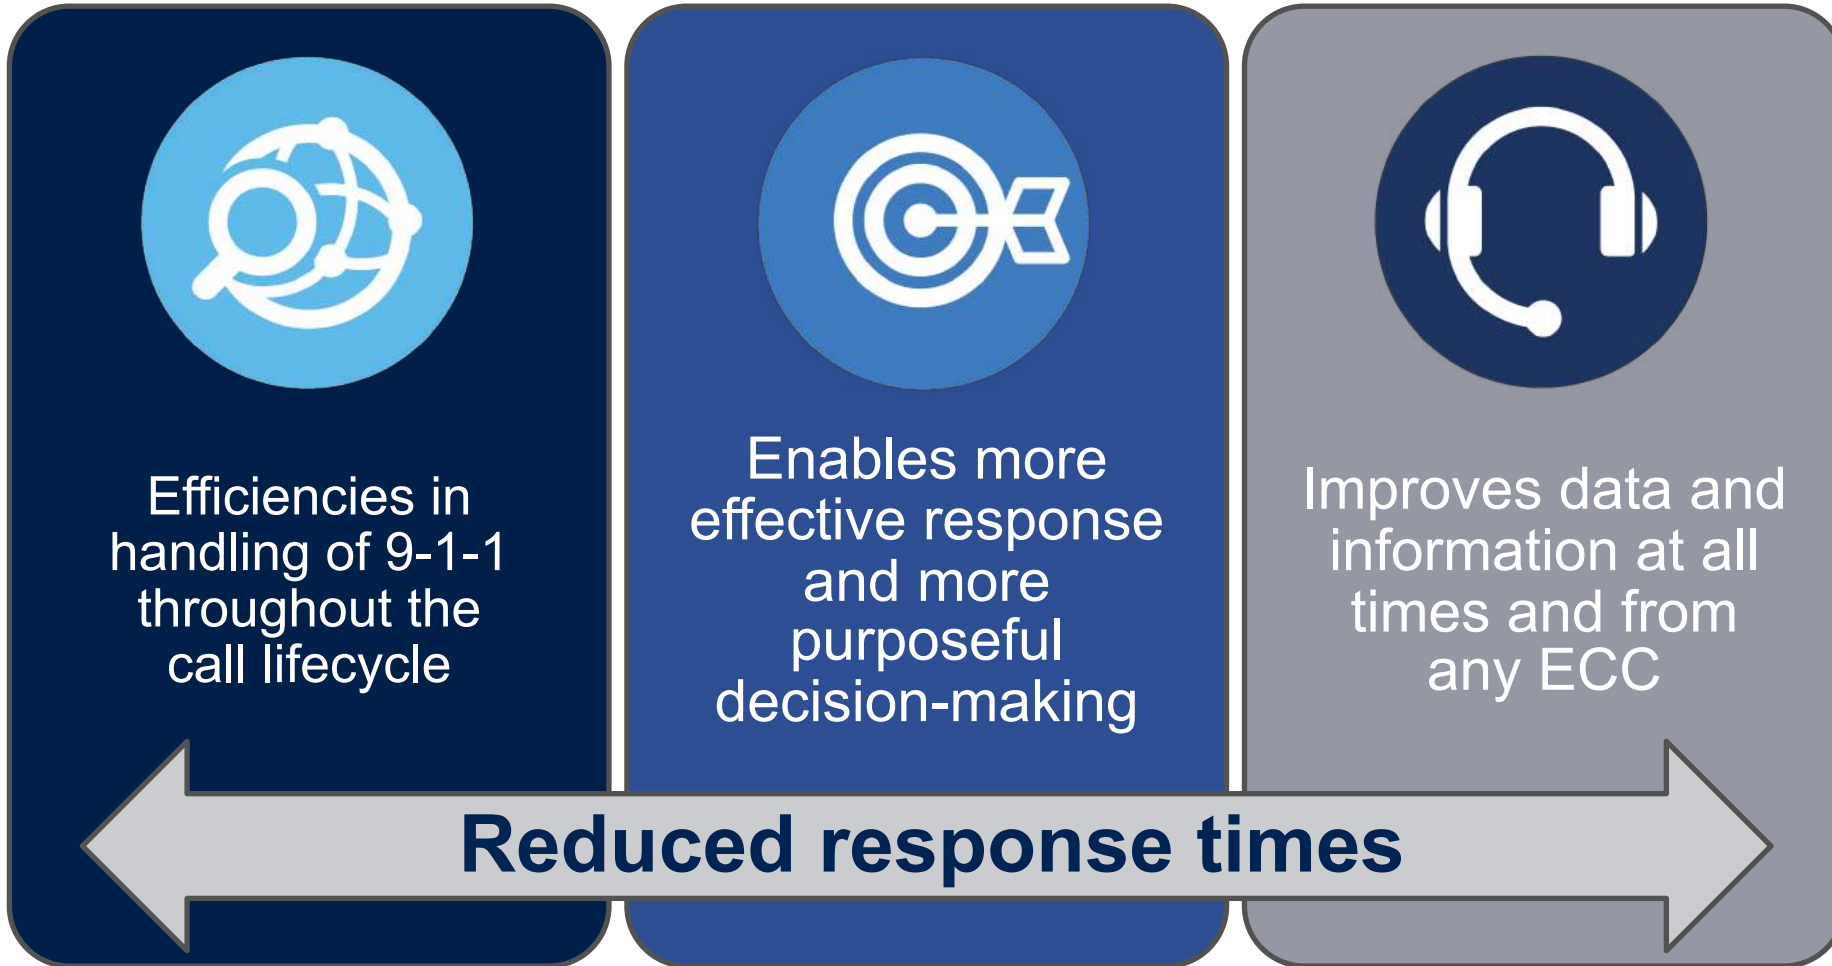 Efficiencies in
handling of 9-1-1
throughout the
call lifecycle
Enables more
effective response
and more
purposeful
decision-making
Improves data and
information at all
times and from
any ECC
Reduced response times